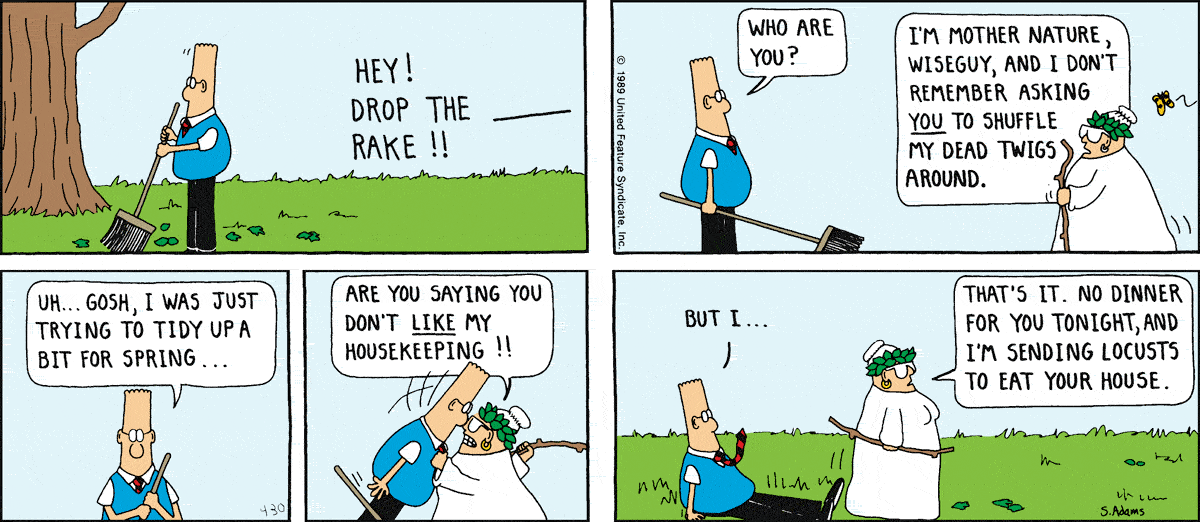 HEY!
DROP THE
RAKE!!
© 1989 United Feature Syndicate, Inc.
WHO ARE
YOU?
I'M MOTHER NATURE,
WISEGUY, AND I DON'T
REMEMBER ASKING
YOU TO SHUFFLE
MY DEAD TWIGS
AROUND.
UH... GOSH, I WAS JUST
TRYING TO TIDY UP A
BIT FOR SPRING...
4-30
ARE YOU SAYING YOU
DON'T LIKE MY
HOUSEKEEPING!!
BUT I...
THAT'S IT. NO DINNER
FOR YOU TONIGHT, AND
I'M SENDING LOCUSTS
TO EAT YOUR HOUSE.
S.Adams